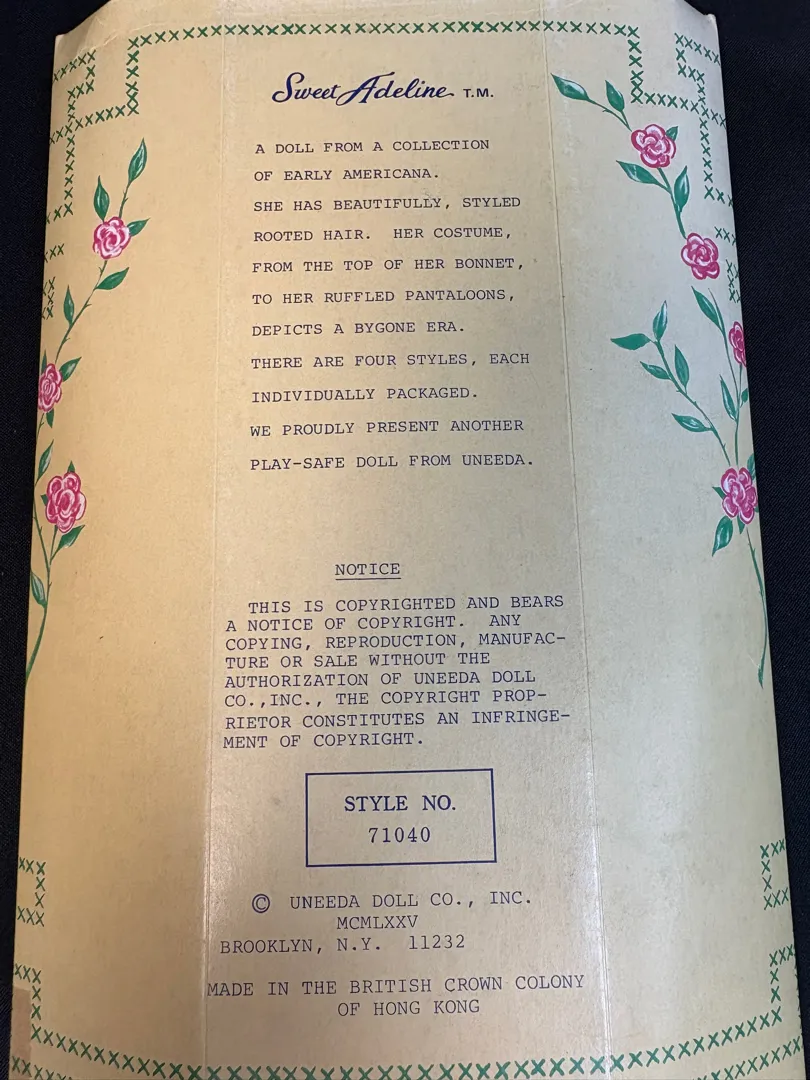 Sweet Adeline T.M.
A DOLL FROM A COLLECTION
OF EARLY AMERICANA.
SHE HAS BEAUTIFULLY, STYLED
ROOTED HAIR. HER COSTUME,
FROM THE TOP OF HER BONNET,
TO HER RUFFLED PANTALOONS,
DEPICTS A BYGONE ERA.
THERE ARE FOUR STYLES, EACH
INDIVIDUALLY PACKAGED.
WE PROUDLY PRESENT ANOTHER
PLAY-SAFE DOLL FROM UNEEDA.
NOTICE
THIS IS COPYRIGHTED AND BEARS
A NOTICE OF COPYRIGHT. ANY
COPYING, REPRODUCTION, MANUFAC-
TURE OR SALE WITHOUT THE
AUTHORIZATION OF UNEEDA DOLL
CO.,INC., THE COPYRIGHT PROP-
RIETOR CONSTITUTES AN INFRINGE-
MENT OF COPYRIGHT.
STYLE NO.
71040
© UNEEDA DOLL CO., INC.
MCMLXXV
BROOKLYN, N.Y. 11232
MADE IN THE BRITISH CROWN COLONY
OF HONG KONG